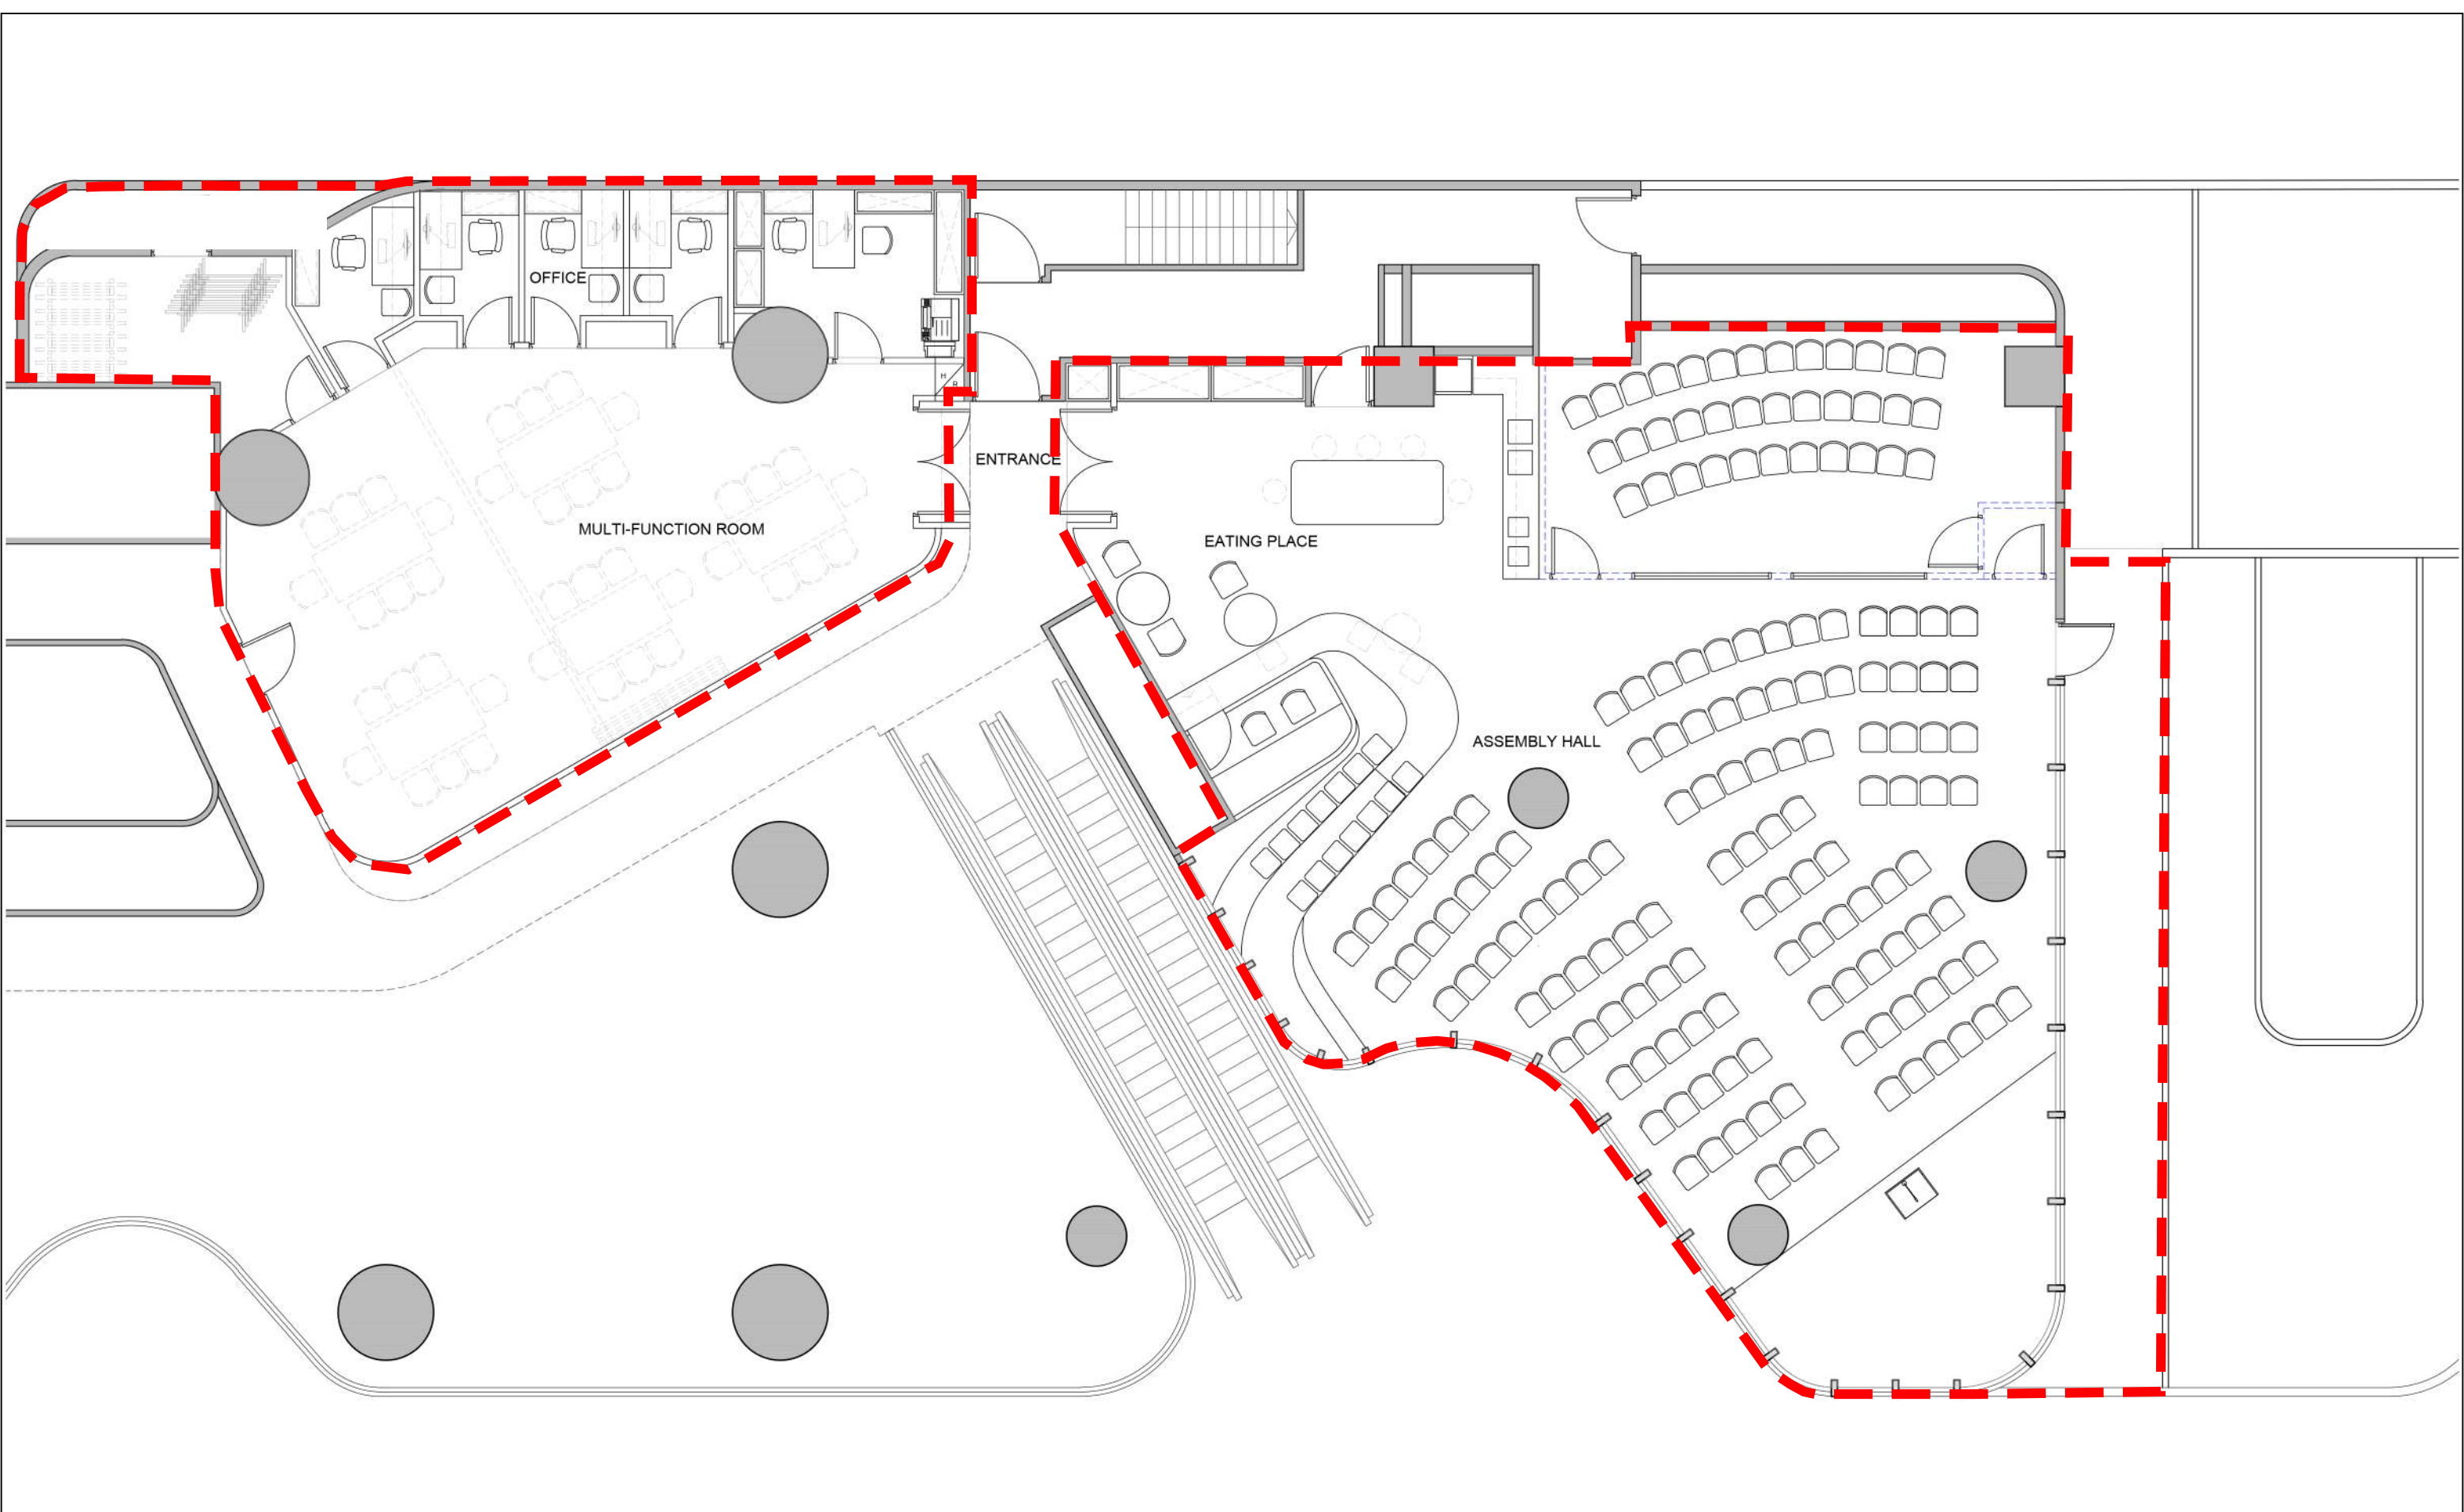 OFFICE
H
R
ENTRANCE
MULTI-FUNCTION ROOM
EATING PLACE
ASSEMBLY HALL